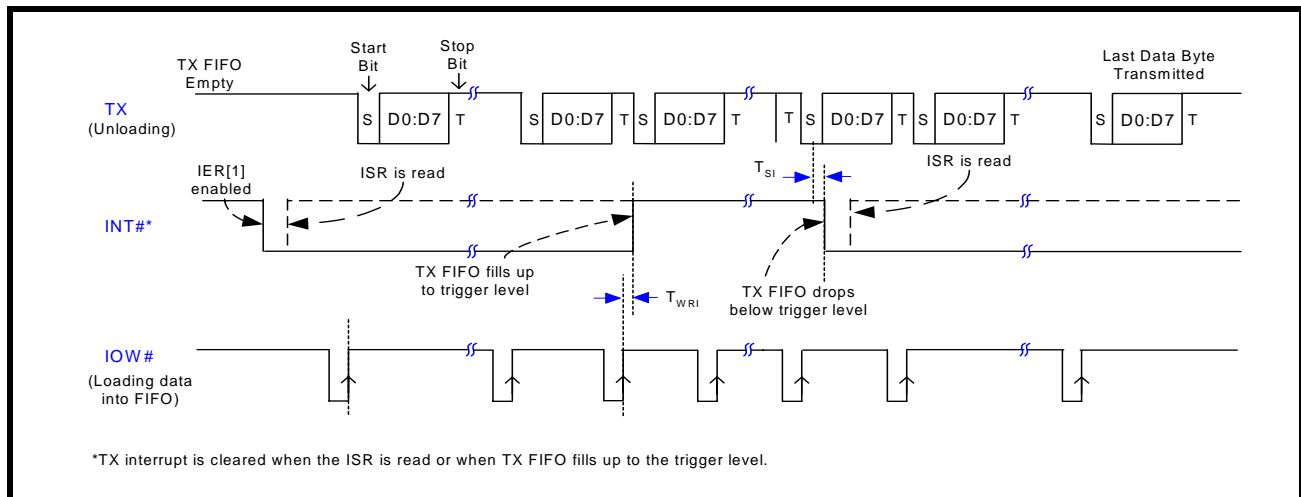 Start
Bit
Stop
Bit
TX FIFO
Empty
Last Data Byte
Transmitted
TX
(Unloading)
S D0:D7 T S D0:D7 T S D0:D7 T T S D0:D7 T S D0:D7 T S D0:D7 T
IER[1]
enabled
ISR is read
TSI
ISR is read
INT#*
TX FIFO fills up
to trigger level
TWRI
TX FIFO drops
below trigger level
IOW#
(Loading data
into FIFO)
*TX interrupt is cleared when the ISR is read or when TX FIFO fills up to the trigger level.